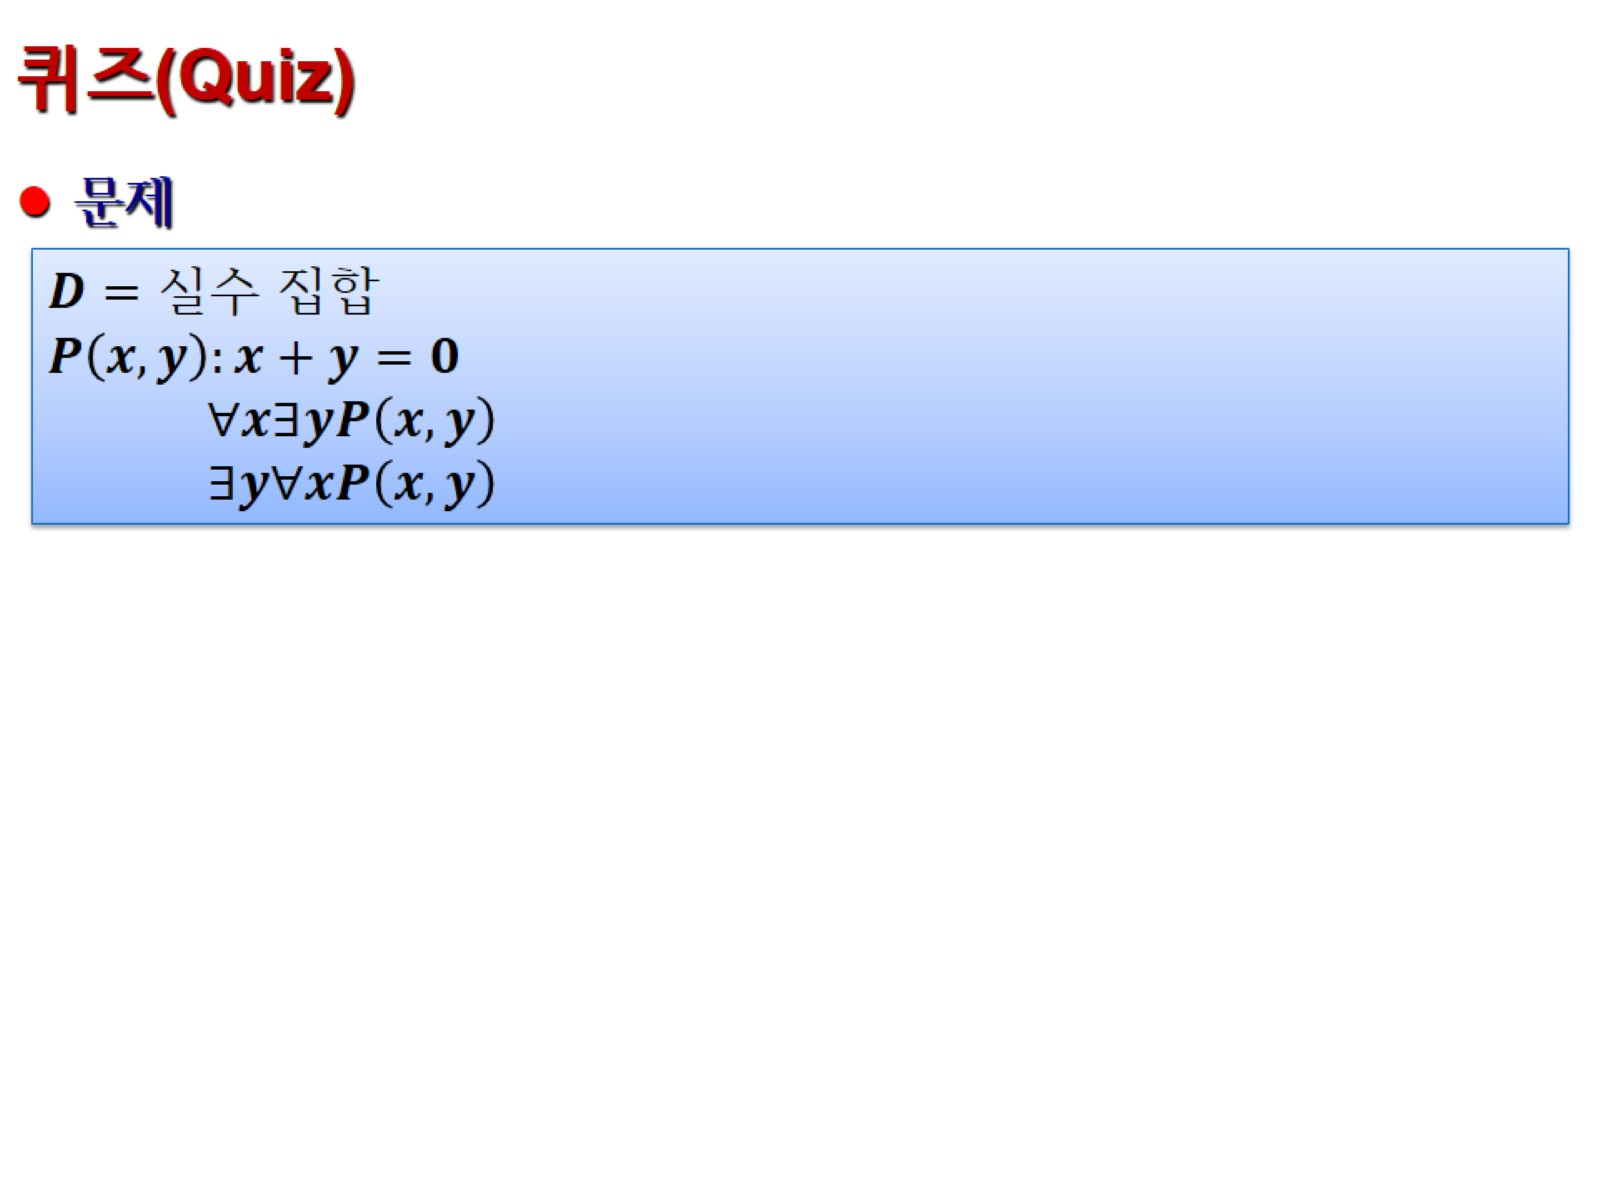 퀴즈(Quiz)
● 문제
D = 실수 집합
P(x, y): x + y = 0
∀x∃yP(x, y)
∃y∀xP(x, y)